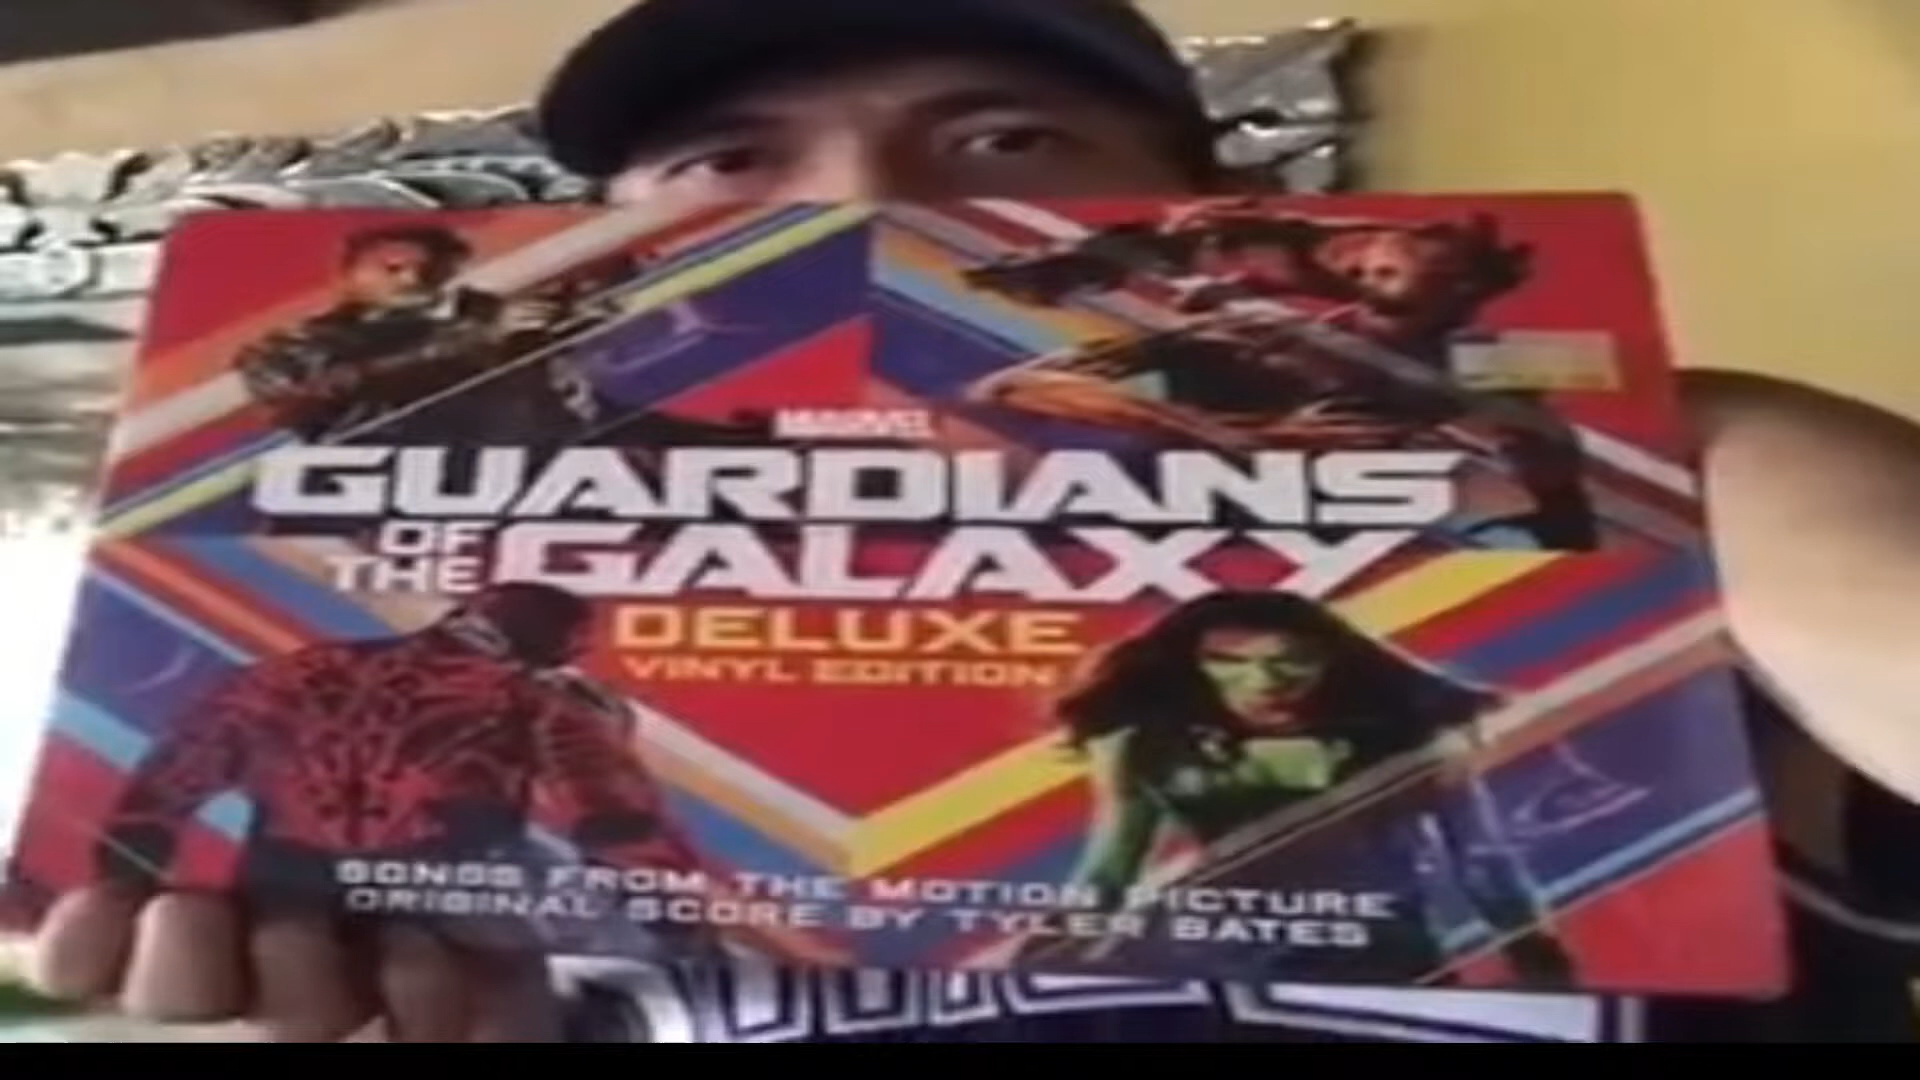 MARVEL
GUARDIANS
OF THE GALAXY
DELUXE
VINYL EDITION
SONGS FROM THE MOTION PICTURE
ORIGINAL SCORE BY TYLER BATES